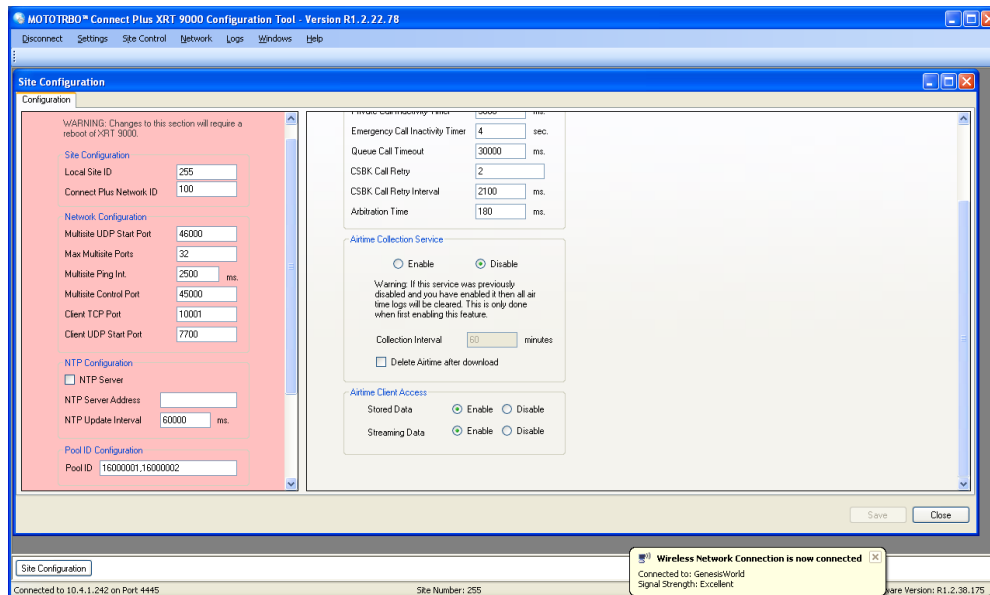 MOTOTRBO™ Connect Plus XRT 9000 Configuration Tool - Version R1.2.22.78
Disconnect Settings Site Control Network Logs Windows Help
Site Configuration
Configuration
WARNING: Changes to this section will require a
reboot of XRT 9000.
Site Configuration
Local Site ID 255
Connect Plus Network ID 100
Network Configuration
Multisite UDP Start Port 46000
Max Multisite Ports 32
Multisite Ping Int. 2500 ms.
Multisite Control Port 45000
Client TCP Port 10001
Client UDP Start Port 7700
NTP Configuration
NTP Server
NTP Server Address
NTP Update Interval 60000 ms.
Pool ID Configuration
Pool ID 16000001,16000002
Private Call Inactivity Timer ms.
Emergency Call Inactivity Timer 4 sec.
Queue Call Timeout 30000 ms.
CSBK Call Retry 2
CSBK Call Retry Interval 2100 ms.
Arbitration Time 180 ms.
Airtime Collection Service
Enable Disable
Warning: If this service was previously
disabled and you have enabled it then all air
time logs will be cleared. This is only done
when first enabling this feature.
Collection Interval 60 minutes
Delete Airtime after download
Airtime Client Access
Stored Data Enable Disable
Streaming Data Enable Disable
Save Close
Site Configuration
Wireless Network Connection is now connected
Connected to: GenesisWorld
Signal Strength: Excellent
Connected to 10.4.1.242 on Port 4445 Site Number: 255 Version: R1.2.38.175